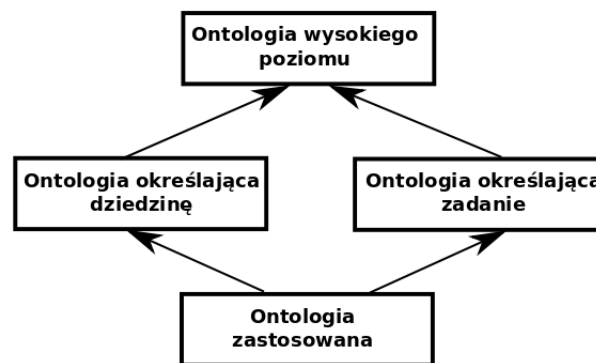 Ontologia wysokiego
poziomu
Ontologia określająca
dziedzinę
Ontologia określająca
zadanie
Ontologia
zastosowana